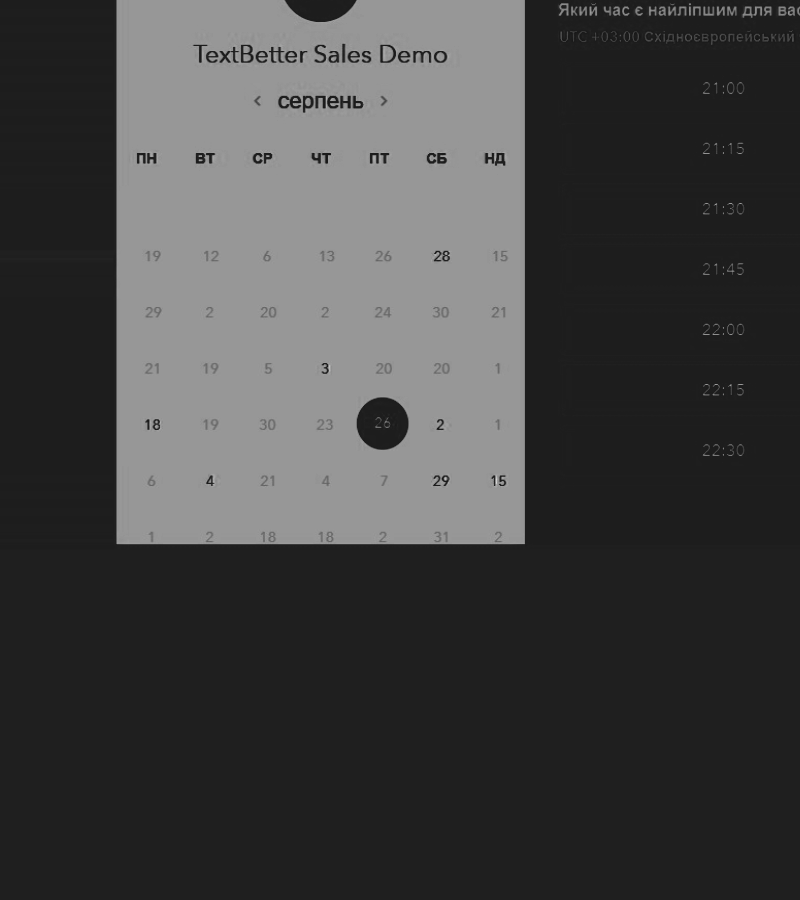 TextBetter Sales Demo
серпень
ПН ВТ СР ЧТ ПТ СБ НД
19 12 6 13 26 28 15
29 2 20 2 24 30 21
21 19 5 3 20 20 1
18 19 30 23 26 2 1
6 4 21 4 7 29 15
1 2 18 18 2 31 2
Який час є найліпшим для вас
UTC +03:00 Східноєвропейський
21:00
21:15
21:30
21:45
22:00
22:15
22:30